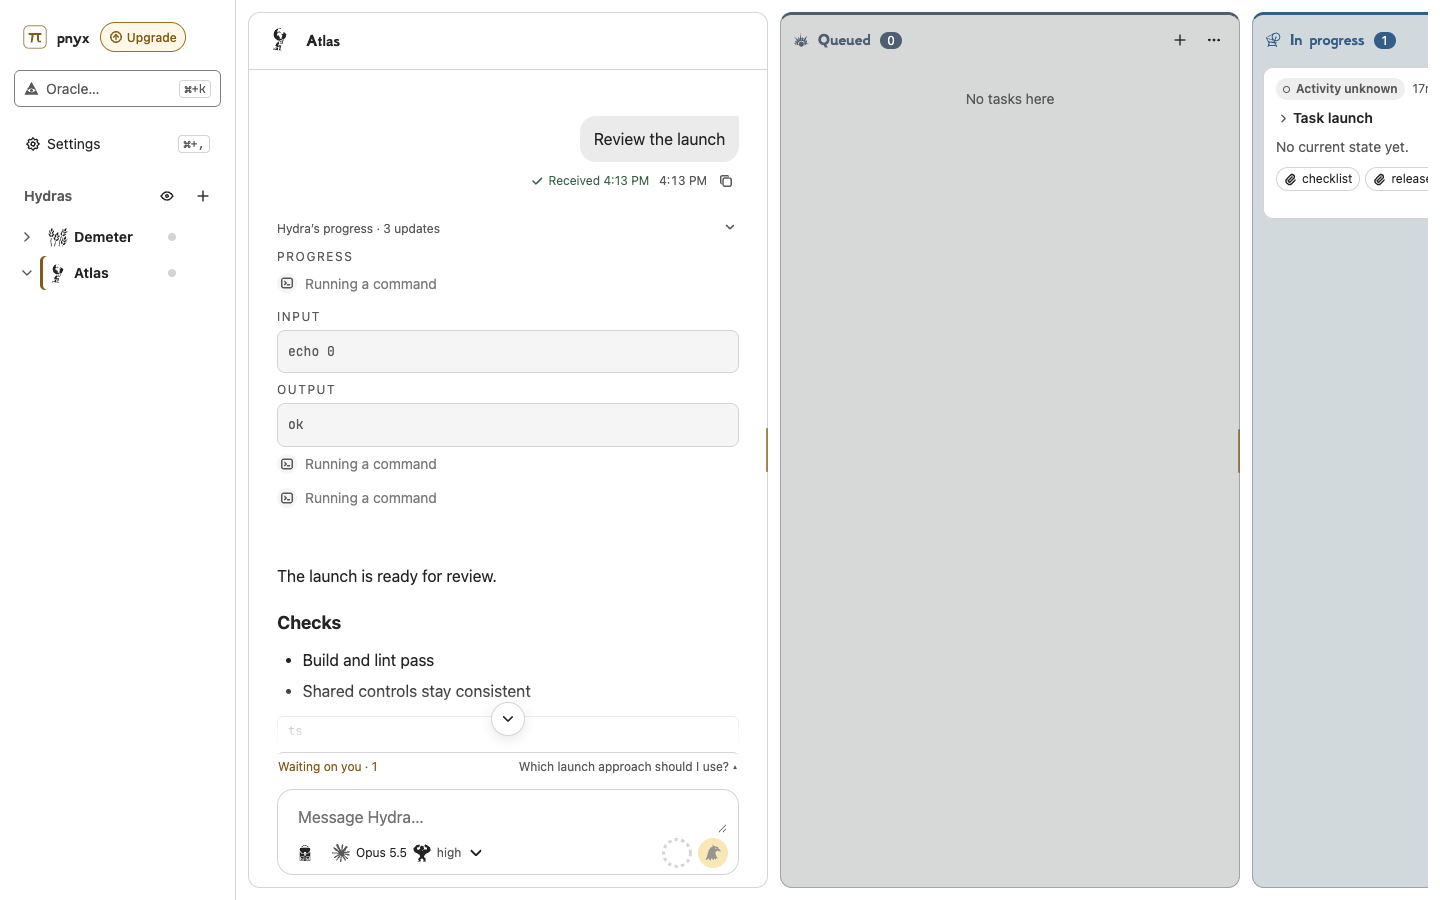 pnyx
Upgrade
Oracle...
⌘+K
Settings
⌘+,
Hydras
Demeter
Atlas
Atlas
Review the launch
Received 4:13 PM 4:13 PM
Hydra's progress · 3 updates
PROGRESS
Running a command
INPUT
echo 0
OUTPUT
ok
Running a command
Running a command
The launch is ready for review.
Checks
• Build and lint pass
• Shared controls stay consistent
ts
Waiting on you · 1
Which launch approach should I use?
Message Hydra...
Opus 5.5 high
Queued 0
No tasks here
In progress 1
Activity unknown
Task launch
No current state yet.
checklist
release